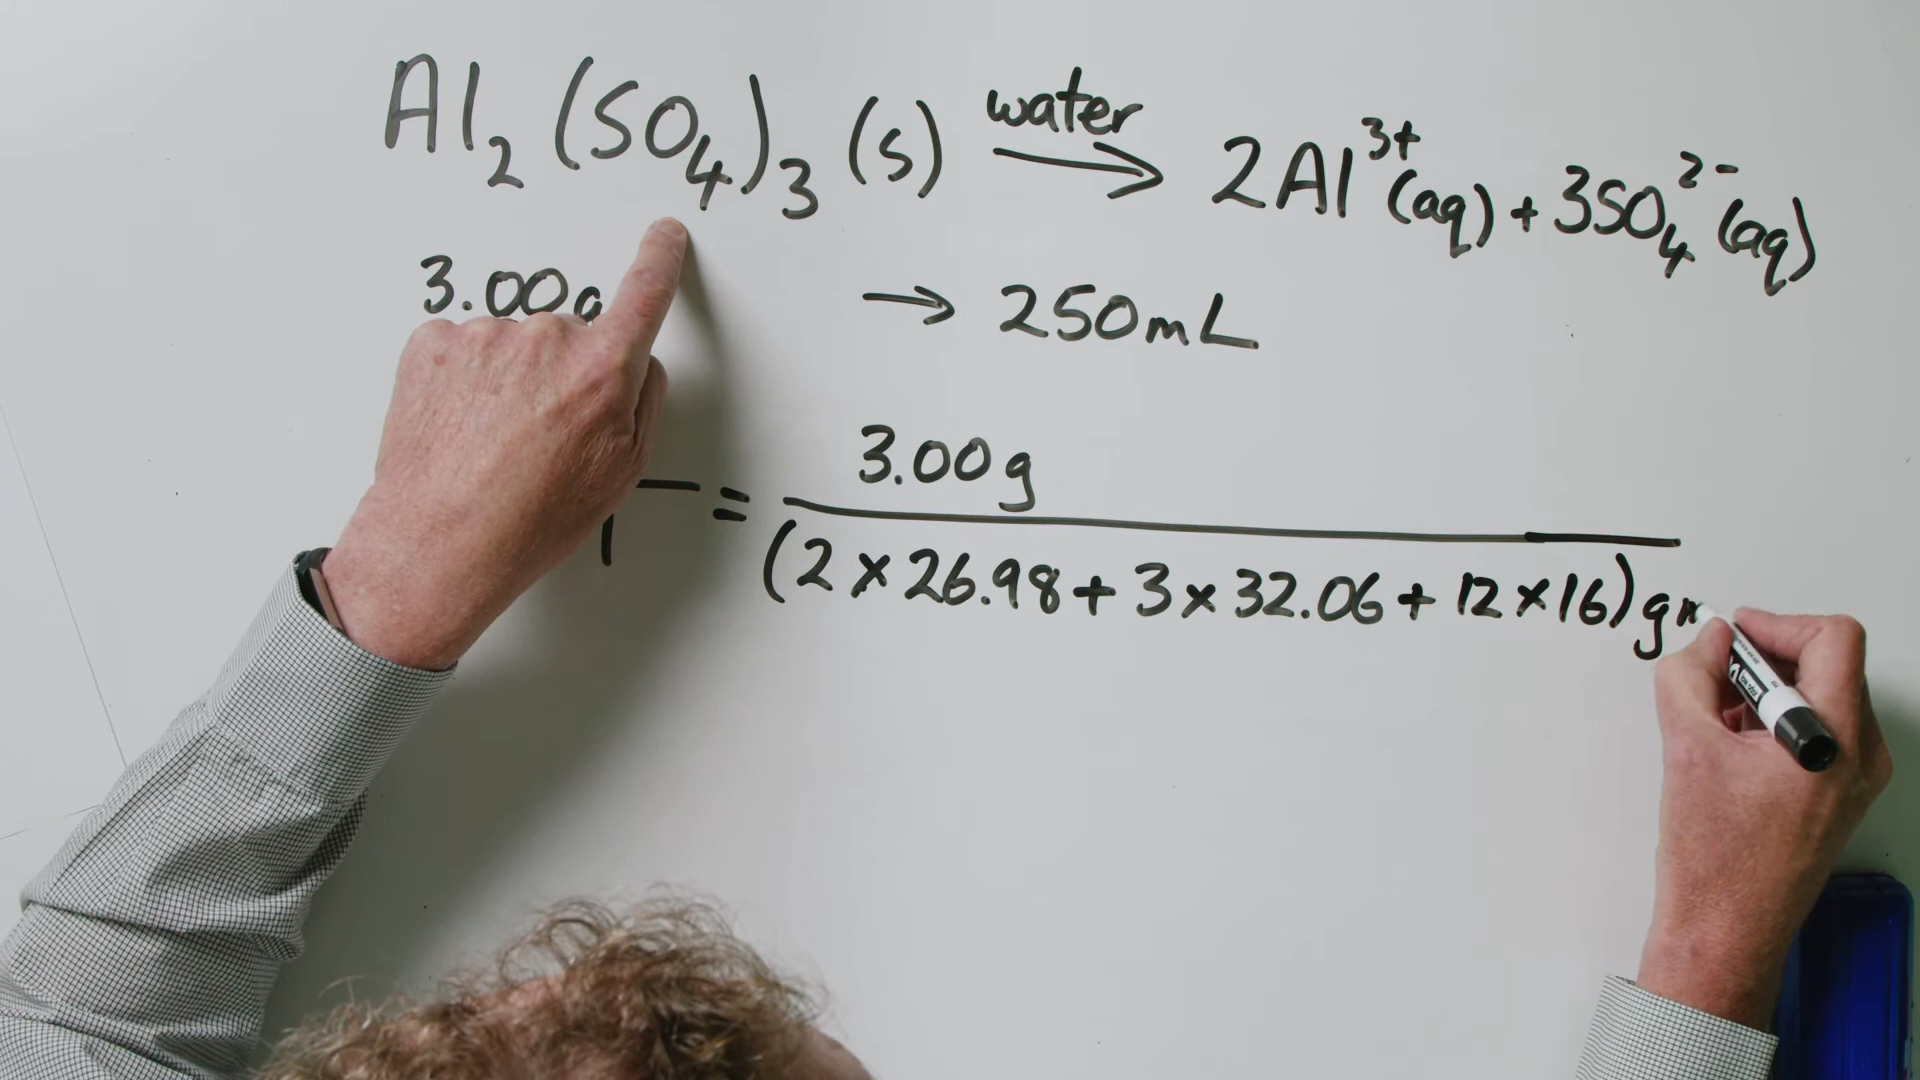 Al₂(SO₄)₃ (s) water → 2Al³⁺(aq) + 3SO₄²⁻(aq)
3.00g → 250mL
= 3.00g
(2 × 26.98 + 3 × 32.06 + 12 × 16) g